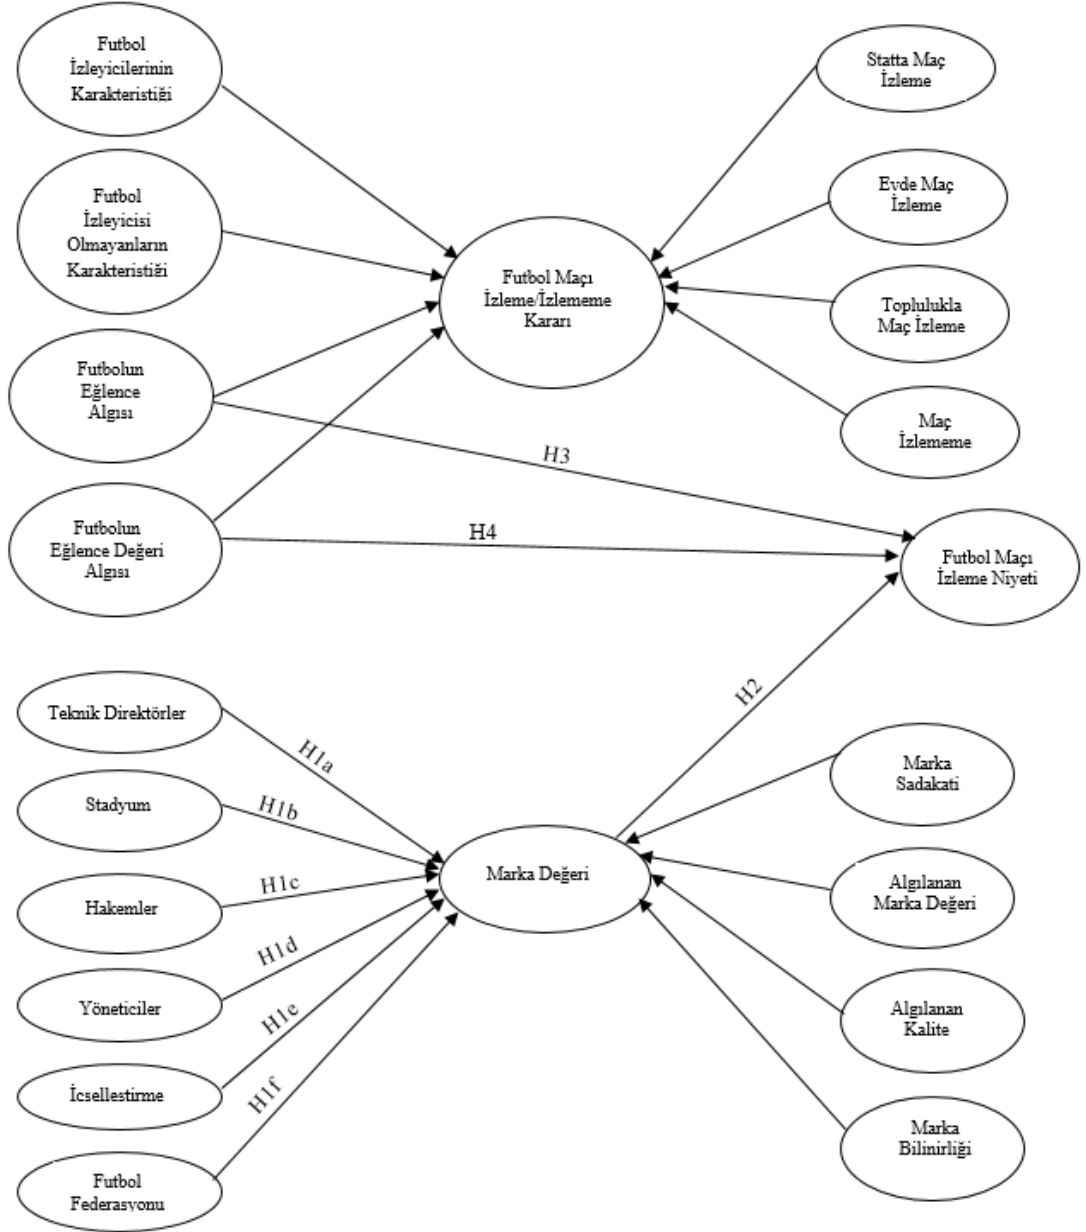 Futbol
İzleyicilerinin
Karakteristiği
Futbol
İzleyicisi
Olmayanların
Karakteristiği
Futbolun
Eğlence
Algısı
Futbolun
Eğlence Değeri
Algısı
Futbol Maçı
İzleme/İzlememe
Kararı
Statta Maç
İzleme
Evde Maç
İzleme
Toplulukla
Maç İzleme
Maç
İzlememe
H3
H4
Futbol Maçı
İzleme Niyeti
H2
Teknik Direktörler
Stadyum
Hakemler
Yöneticiler
İcsellestirme
Futbol
Federasyonu
H1a
H1b
H1c
H1d
H1e
H1f
Marka Değeri
Marka
Sadakati
Algılanan
Marka Değeri
Algılanan
Kalite
Marka
Bilinirliği